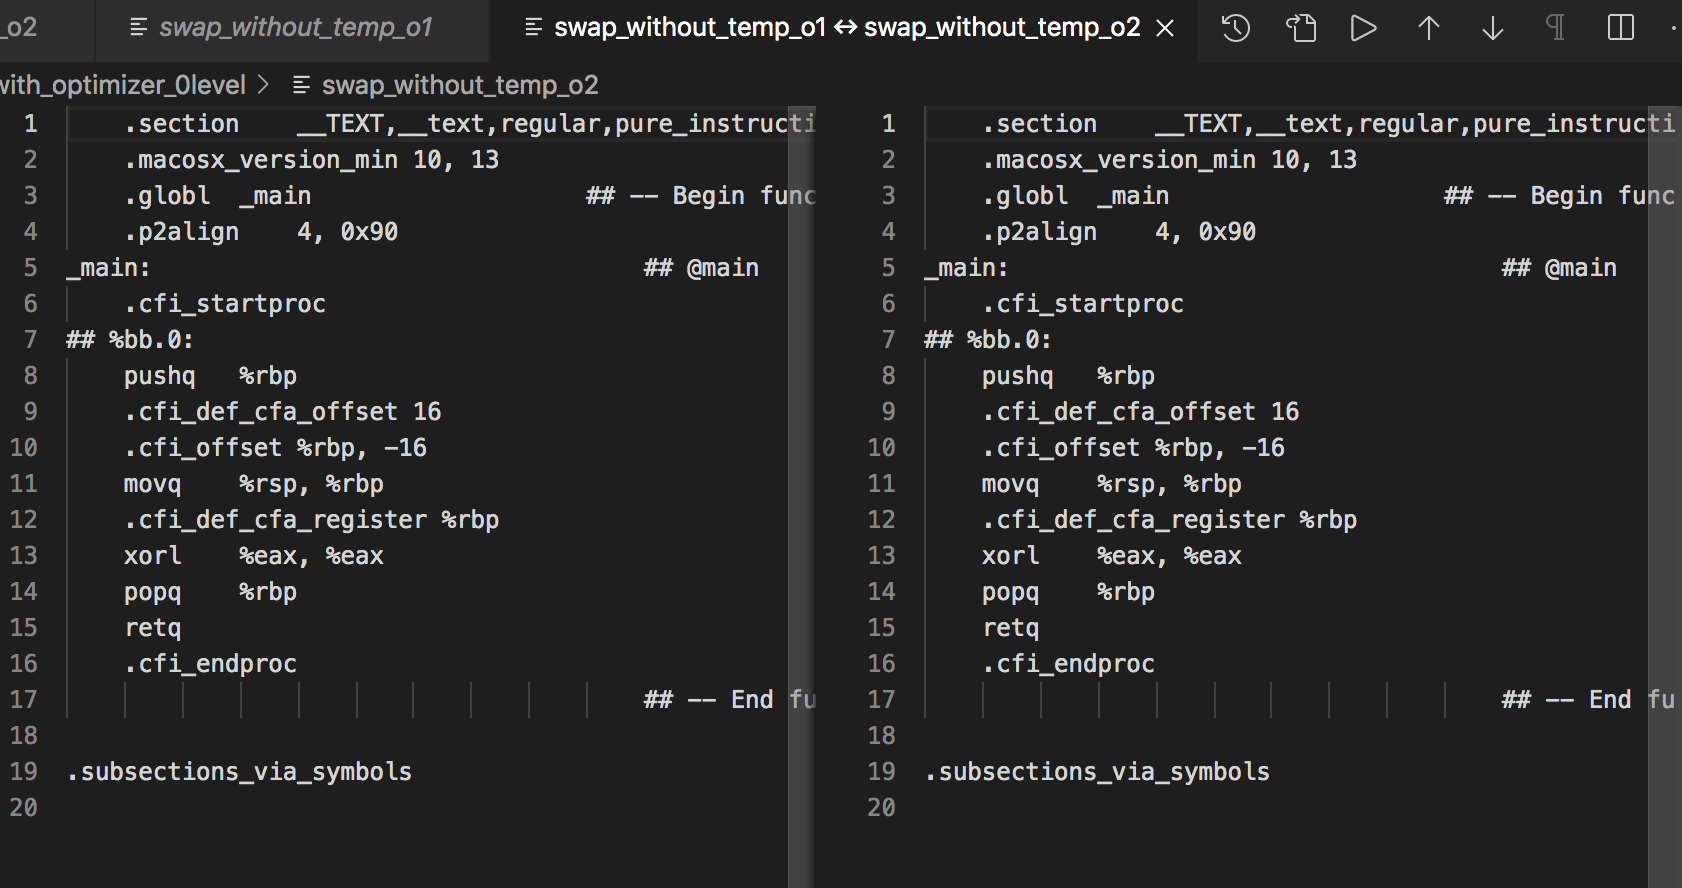 _o2
swap_without_temp_o1
swap_without_temp_o1 ↔ swap_without_temp_o2
with_optimizer_0level > swap_without_temp_o2
1 .section __TEXT,__text,regular,pure_instructi
2 .macosx_version_min 10, 13
3 .globl _main ## -- Begin func
4 .p2align 4, 0x90
5 _main: ## @main
6 .cfi_startproc
7 ## %bb.0:
8 pushq %rbp
9 .cfi_def_cfa_offset 16
10 .cfi_offset %rbp, -16
11 movq %rsp, %rbp
12 .cfi_def_cfa_register %rbp
13 xorl %eax, %eax
14 popq %rbp
15 retq
16 .cfi_endproc
17 ## -- End fu
18
19 .subsections_via_symbols
20
1 .section __TEXT,__text,regular,pure_instructi
2 .macosx_version_min 10, 13
3 .globl _main ## -- Begin func
4 .p2align 4, 0x90
5 _main: ## @main
6 .cfi_startproc
7 ## %bb.0:
8 pushq %rbp
9 .cfi_def_cfa_offset 16
10 .cfi_offset %rbp, -16
11 movq %rsp, %rbp
12 .cfi_def_cfa_register %rbp
13 xorl %eax, %eax
14 popq %rbp
15 retq
16 .cfi_endproc
17 ## -- End fu
18
19 .subsections_via_symbols
20